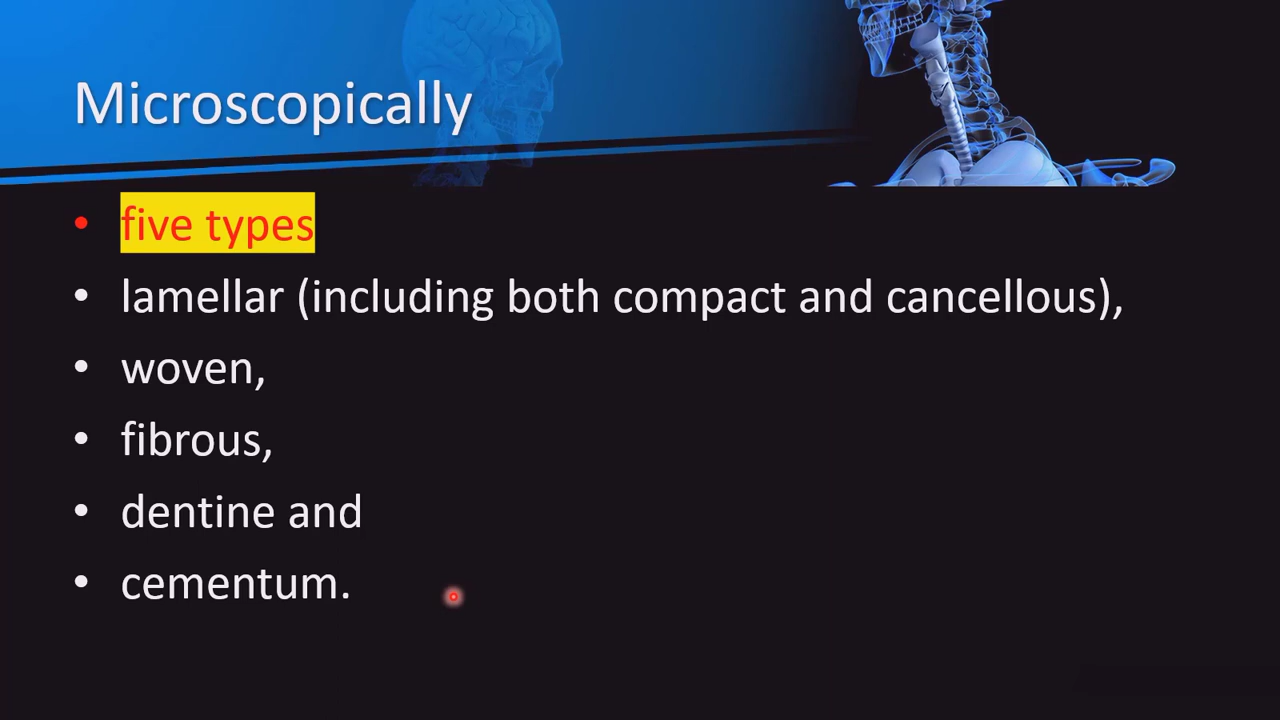 Microscopically
• five types
• lamellar (including both compact and cancellous),
• woven,
• fibrous,
• dentine and
• cementum.